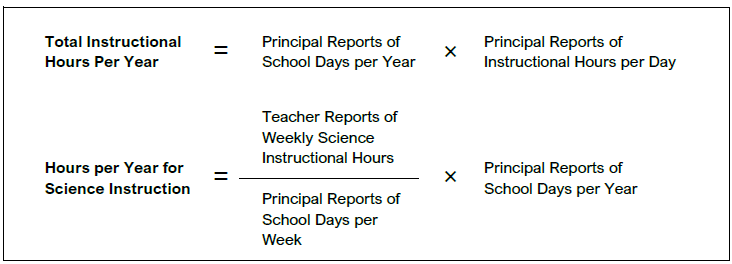 Total Instructional
Hours Per Year
=
Principal Reports of
School Days per Year
×
Principal Reports of
Instructional Hours per Day
Hours per Year for
Science Instruction
=
Teacher Reports of
Weekly Science
Instructional Hours
Principal Reports of
School Days per
Week
×
Principal Reports of
School Days per Year